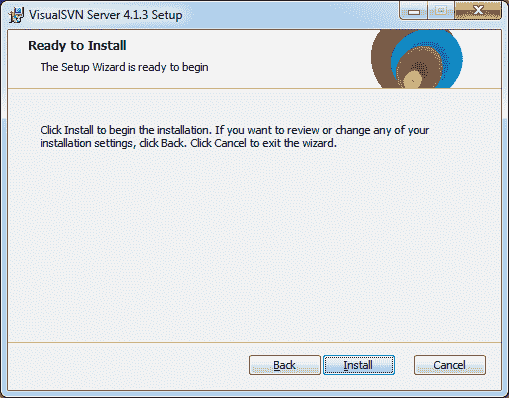 VisualSVN Server 4.1.3 Setup
Ready to Install
The Setup Wizard is ready to begin
Click Install to begin the installation. If you want to review or change any of your
installation settings, click Back. Click Cancel to exit the wizard.
Back Install Cancel